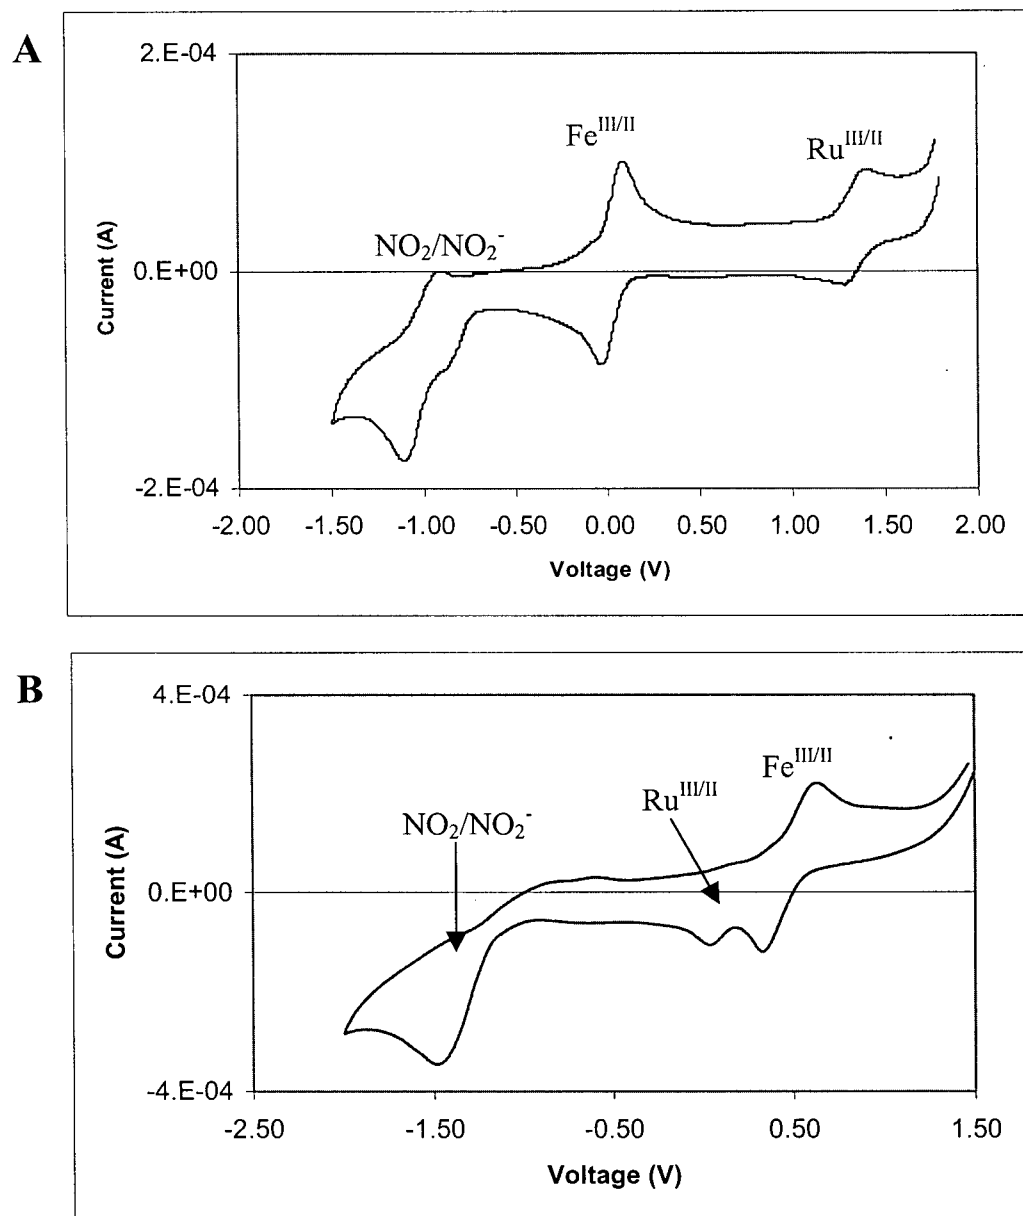 A
2.E-04
Fe^III/II
Ru^III/II
NO₂/NO₂⁻
0.E+00
Current (A)
-2.E-04
-2.00 -1.50 -1.00 -0.50 0.00 0.50 1.00 1.50 2.00
Voltage (V)
B
4.E-04
Fe^III/II
Ru^III/II
NO₂/NO₂⁻
0.E+00
Current (A)
-4.E-04
-2.50 -1.50 -0.50 0.50 1.50
Voltage (V)